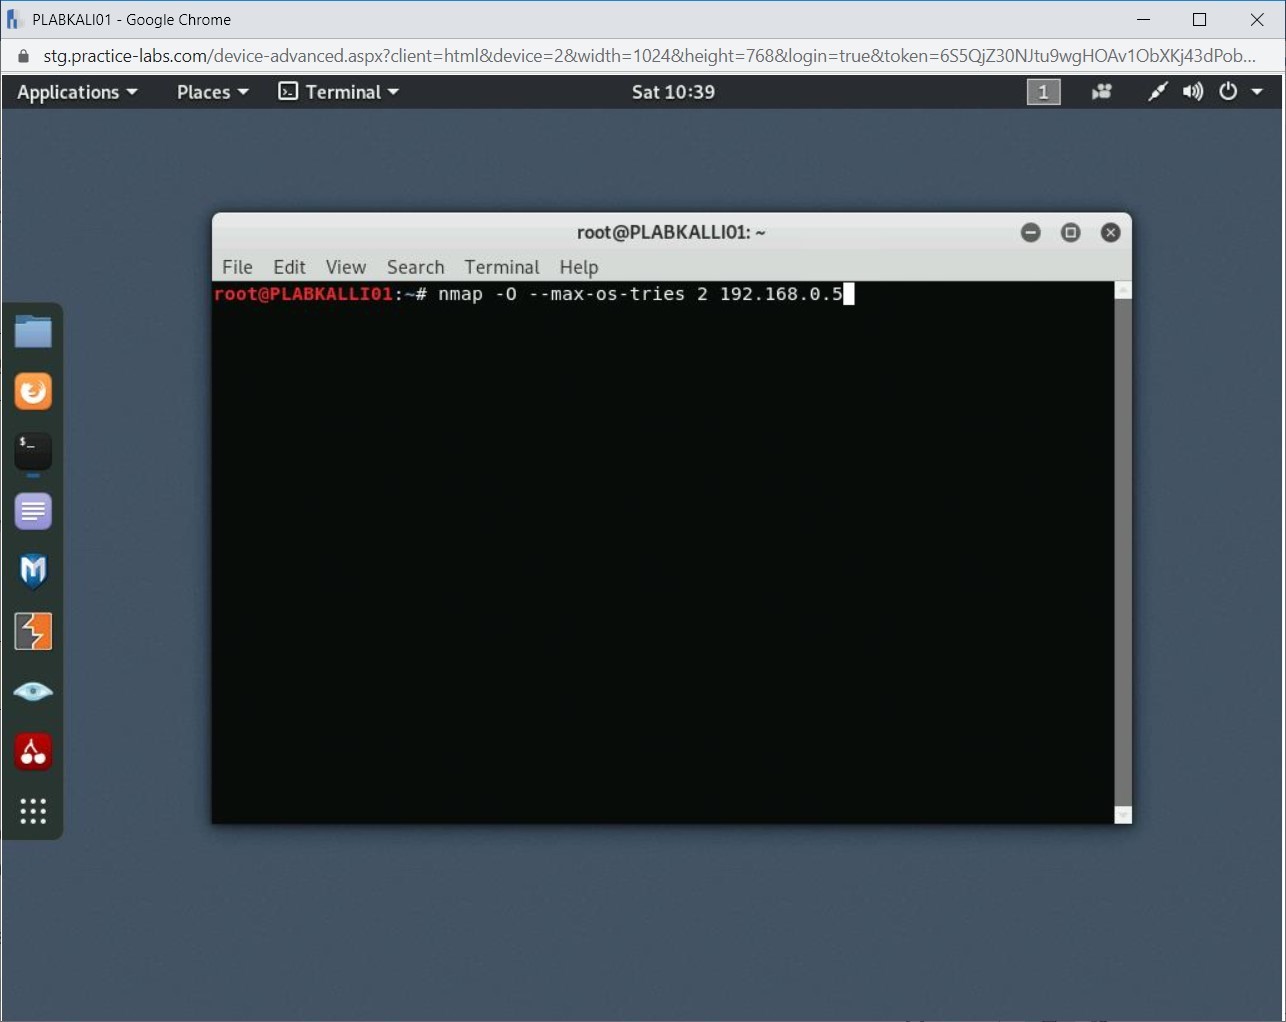 PLABKALI01 - Google Chrome
stg.practice-labs.com/device-advanced.aspx?client=html&device=2&width=1024&height=768&login=true&token=6S5QjZ30NJtu9wgHOAv1ObXKj43dPob...
Applications Places Terminal Sat 10:39 1
root@PLABKALLI01: ~
File Edit View Search Terminal Help
root@PLABKALLI01:~# nmap -O --max-os-tries 2 192.168.0.5
$_